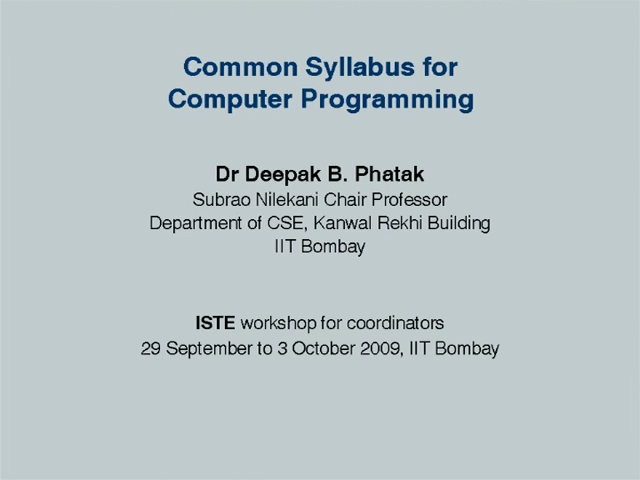 Common Syllabus for
Computer Programming
Dr Deepak B. Phatak
Subrao Nilekani Chair Professor
Department of CSE, Kanwal Rekhi Building
IIT Bombay
ISTE workshop for coordinators
29 September to 3 October 2009, IIT Bombay